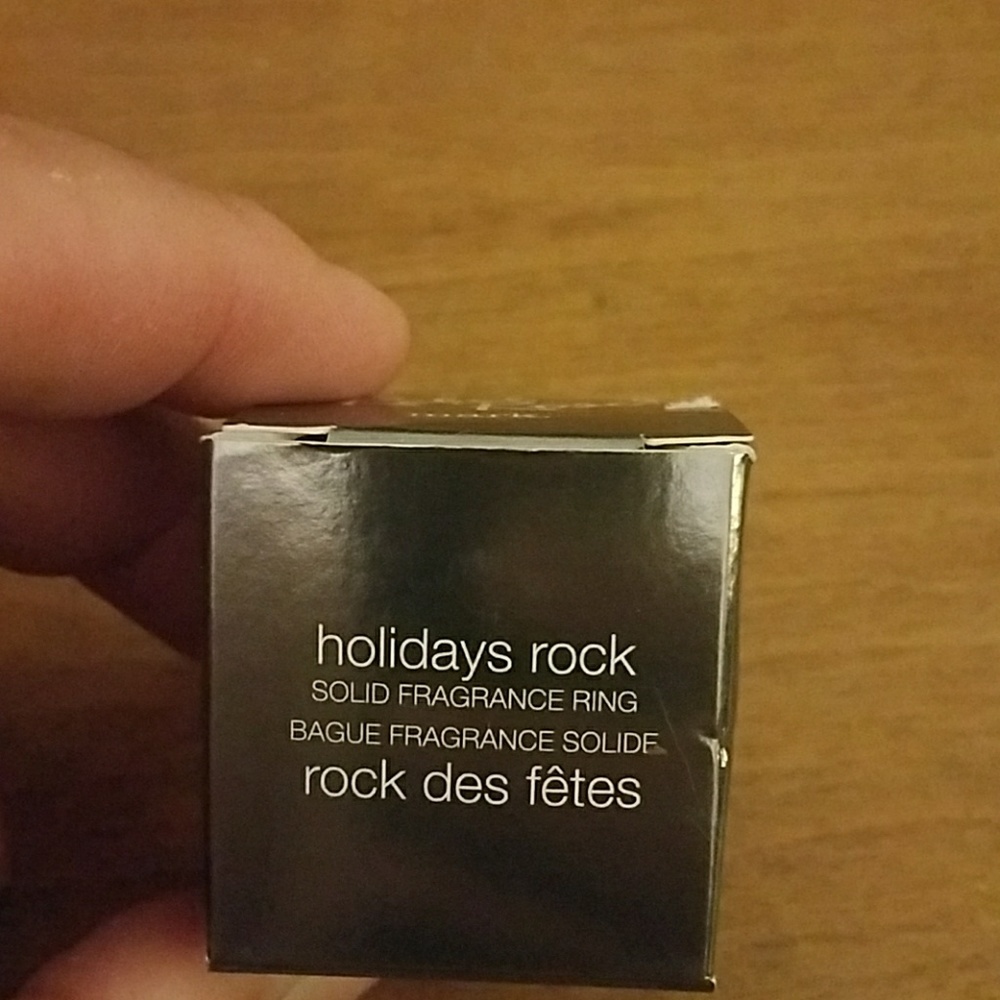 holidays rock
SOLID FRAGRANCE RING
BAGUE FRAGRANCE SOLIDE
rock des fêtes